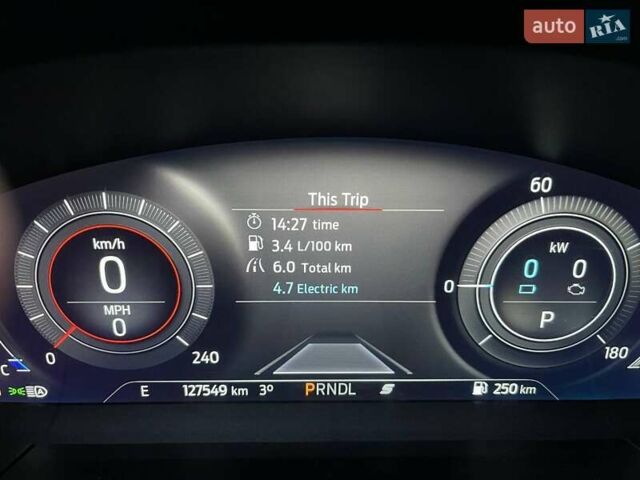 auto RIA.com
This Trip
14:27 time
3.4 L/100 km
6.0 Total km
4.7 Electric km
km/h
0
MPH
0
0
240
60
kW
0 0
0
P
180
C
E 127549 km 3° PRNDL S 250 km